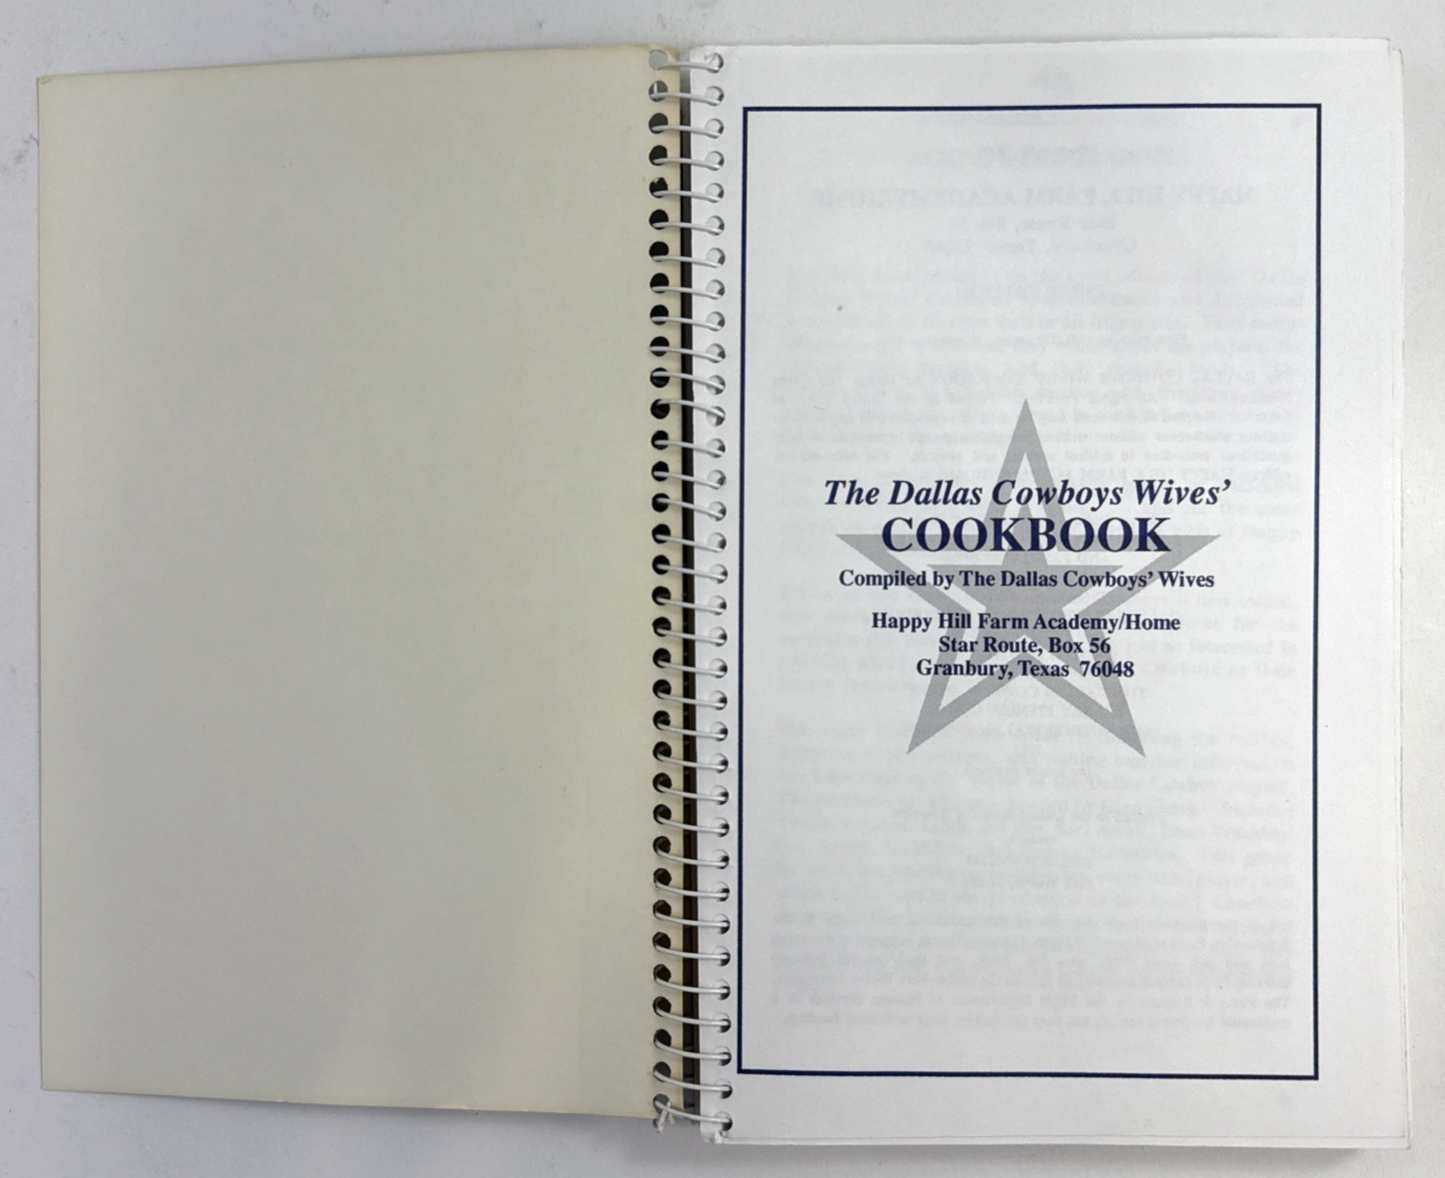 The Dallas Cowboys Wives'
COOKBOOK
Compiled by The Dallas Cowboys' Wives
Happy Hill Farm Academy/Home
Star Route, Box 56
Granbury, Texas 76048